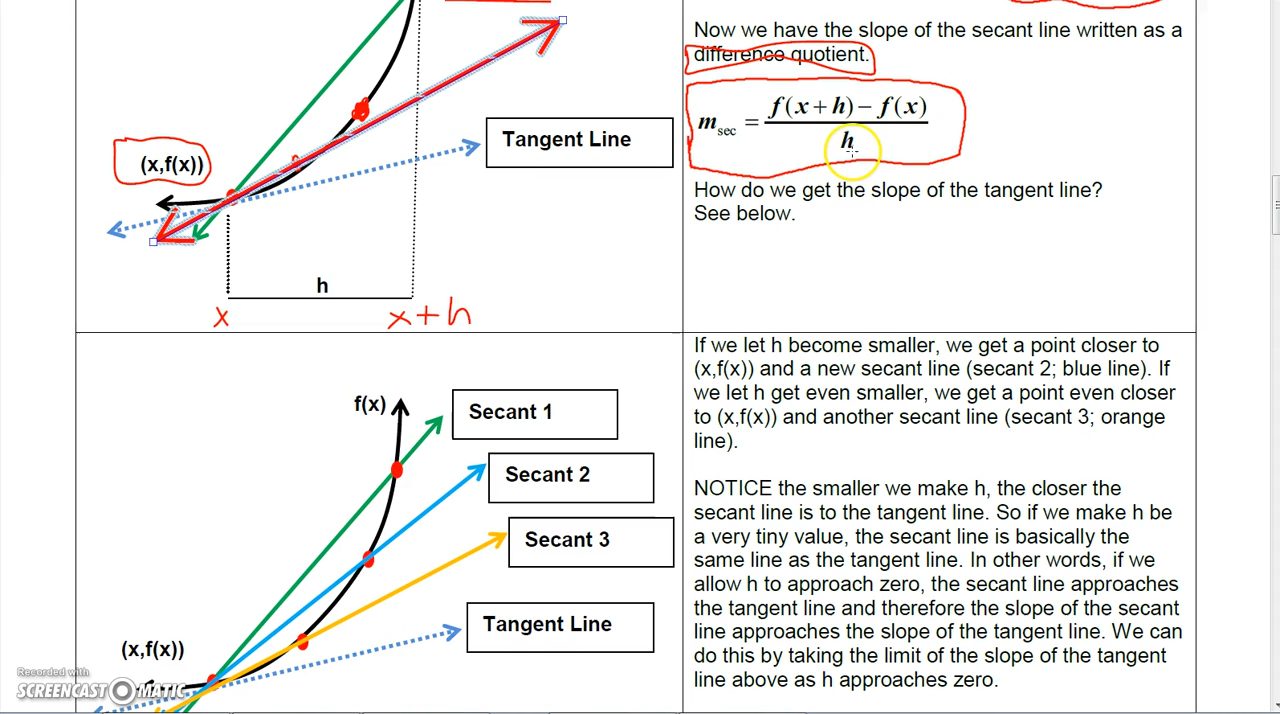 Now we have the slope of the secant line written as a
difference quotient.
m_sec = f(x + h) − f(x) / h
How do we get the slope of the tangent line?
See below.
Tangent Line
(x,f(x))
h
x
x + h
If we let h become smaller, we get a point closer to
(x,f(x)) and a new secant line (secant 2; blue line). If
we let h get even smaller, we get a point even closer
to (x,f(x)) and another secant line (secant 3; orange
line).
NOTICE the smaller we make h, the closer the
secant line is to the tangent line. So if we make h be
a very tiny value, the secant line is basically the
same line as the tangent line. In other words, if we
allow h to approach zero, the secant line approaches
the tangent line and therefore the slope of the secant
line approaches the slope of the tangent line. We can
do this by taking the limit of the slope of the tangent
line above as h approaches zero.
f(x)
Secant 1
Secant 2
Secant 3
Tangent Line
(x,f(x))
Recorded with
SCREENCAST MATIC